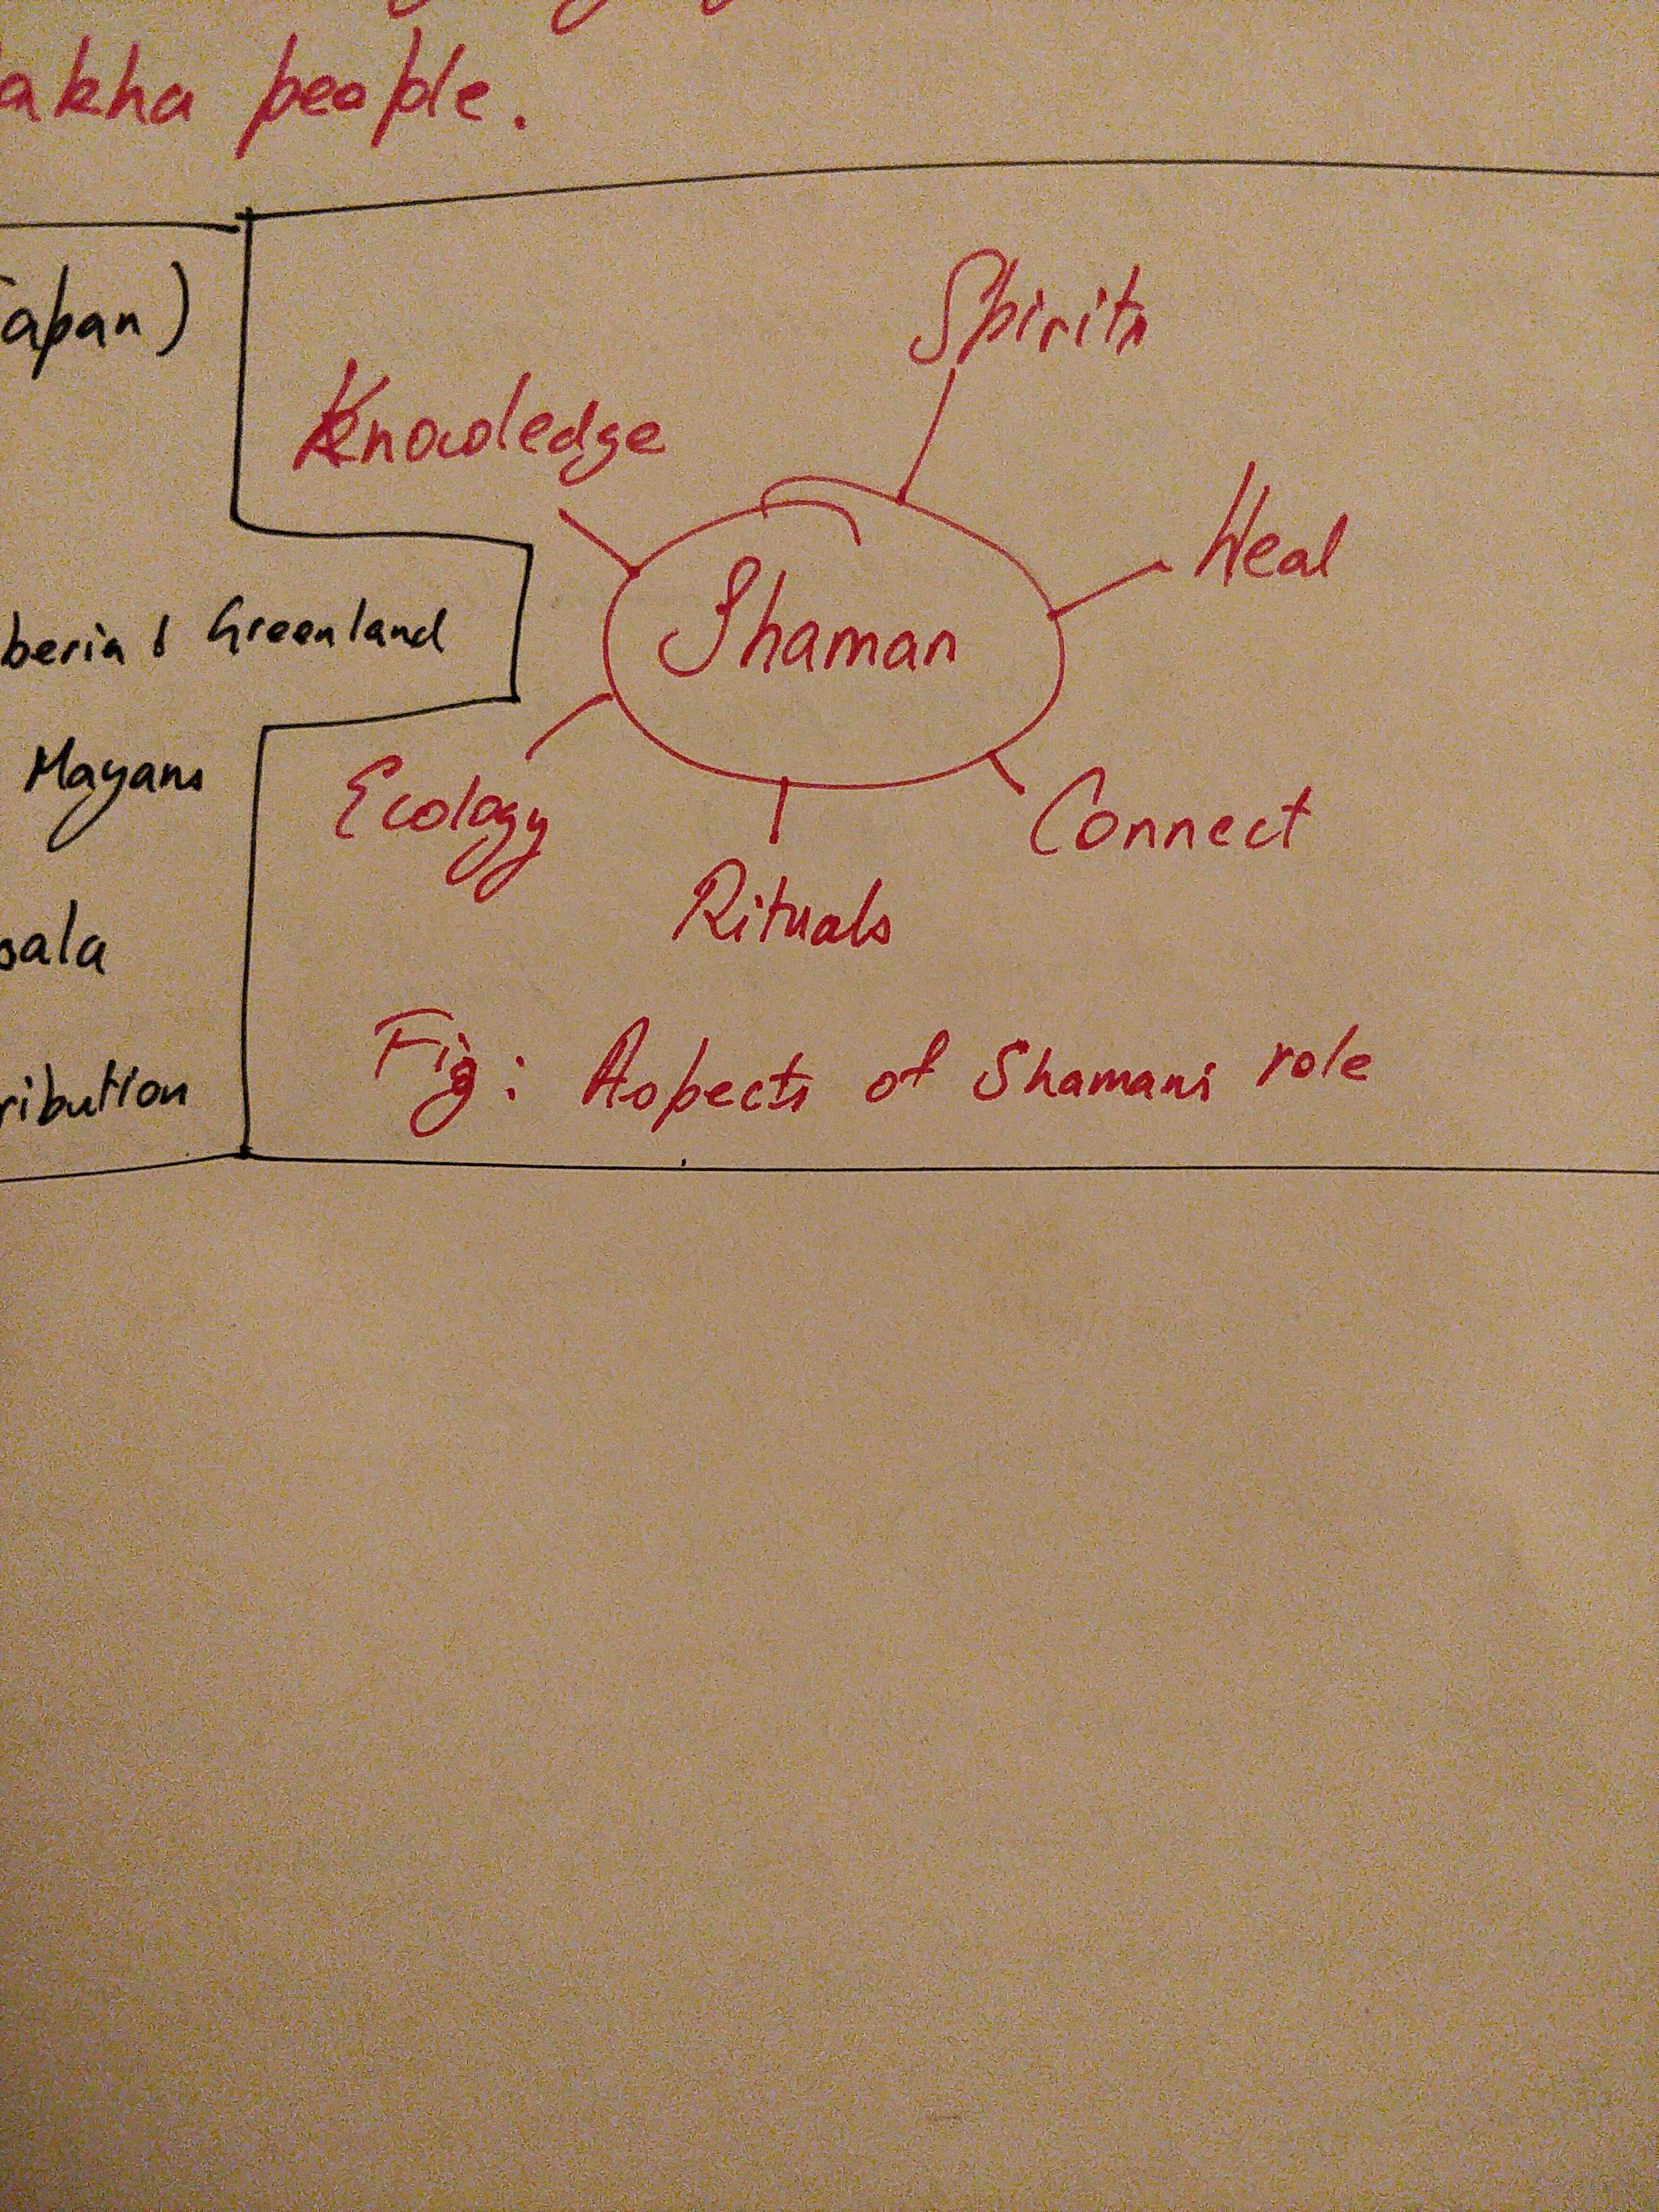 akha people.
apan)
Spirits
Knowledge
Heal
Shaman
beria & Greenland
Mayans
Ecology
Connect
Rituals
sala
Fig: Aspects of Shamans role
ribution